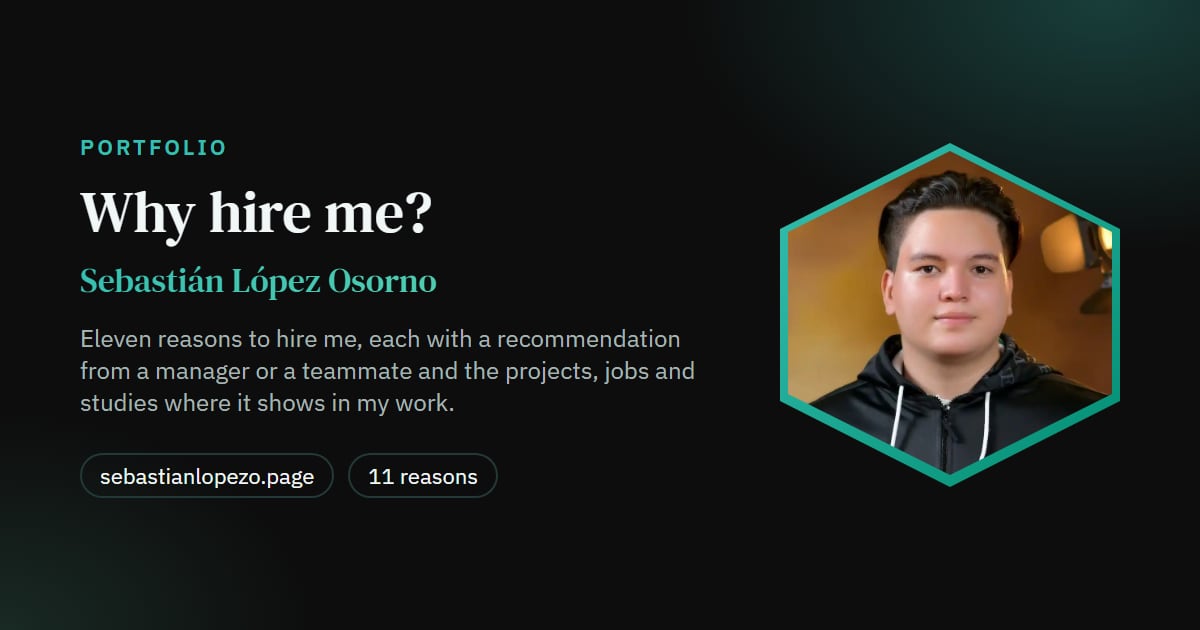 PORTFOLIO
Why hire me?
Sebastián López Osorno
Eleven reasons to hire me, each with a recommendation
from a manager or a teammate and the projects, jobs and
studies where it shows in my work.
sebastianlopezo.page
11 reasons